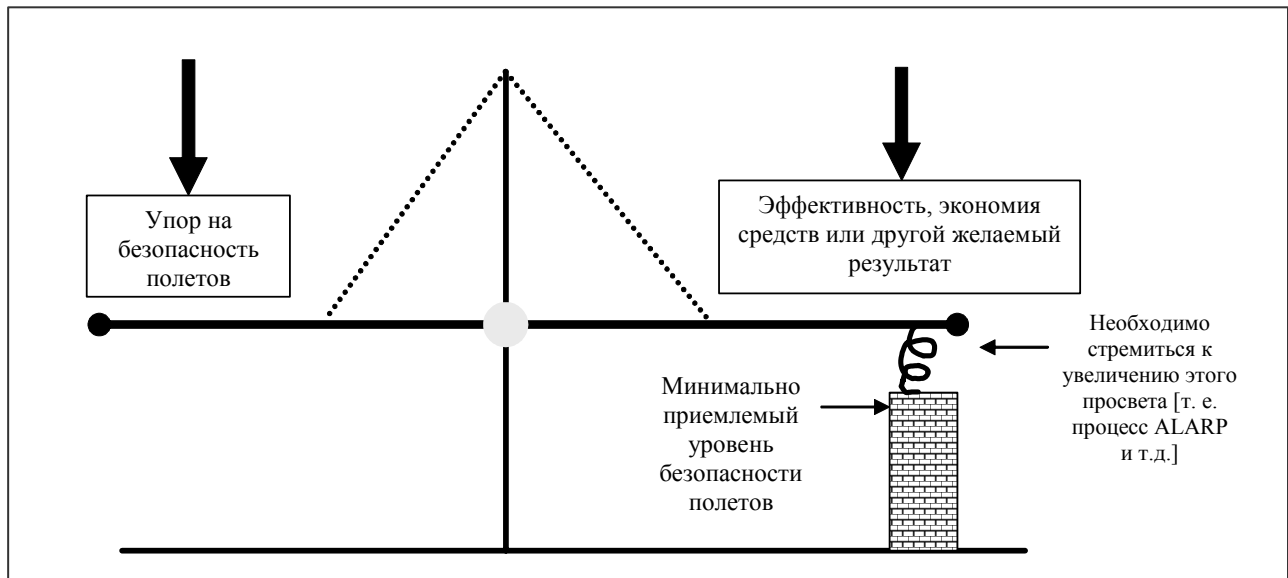 Упор на
безопасность
полетов
Эффективность, экономия
средств или другой желаемый
результат
Необходимо
стремиться к
увеличению этого
просвета [т. е.
процесс ALARP
и т.д.]
Минимально
приемлемый
уровень
безопасности
полетов